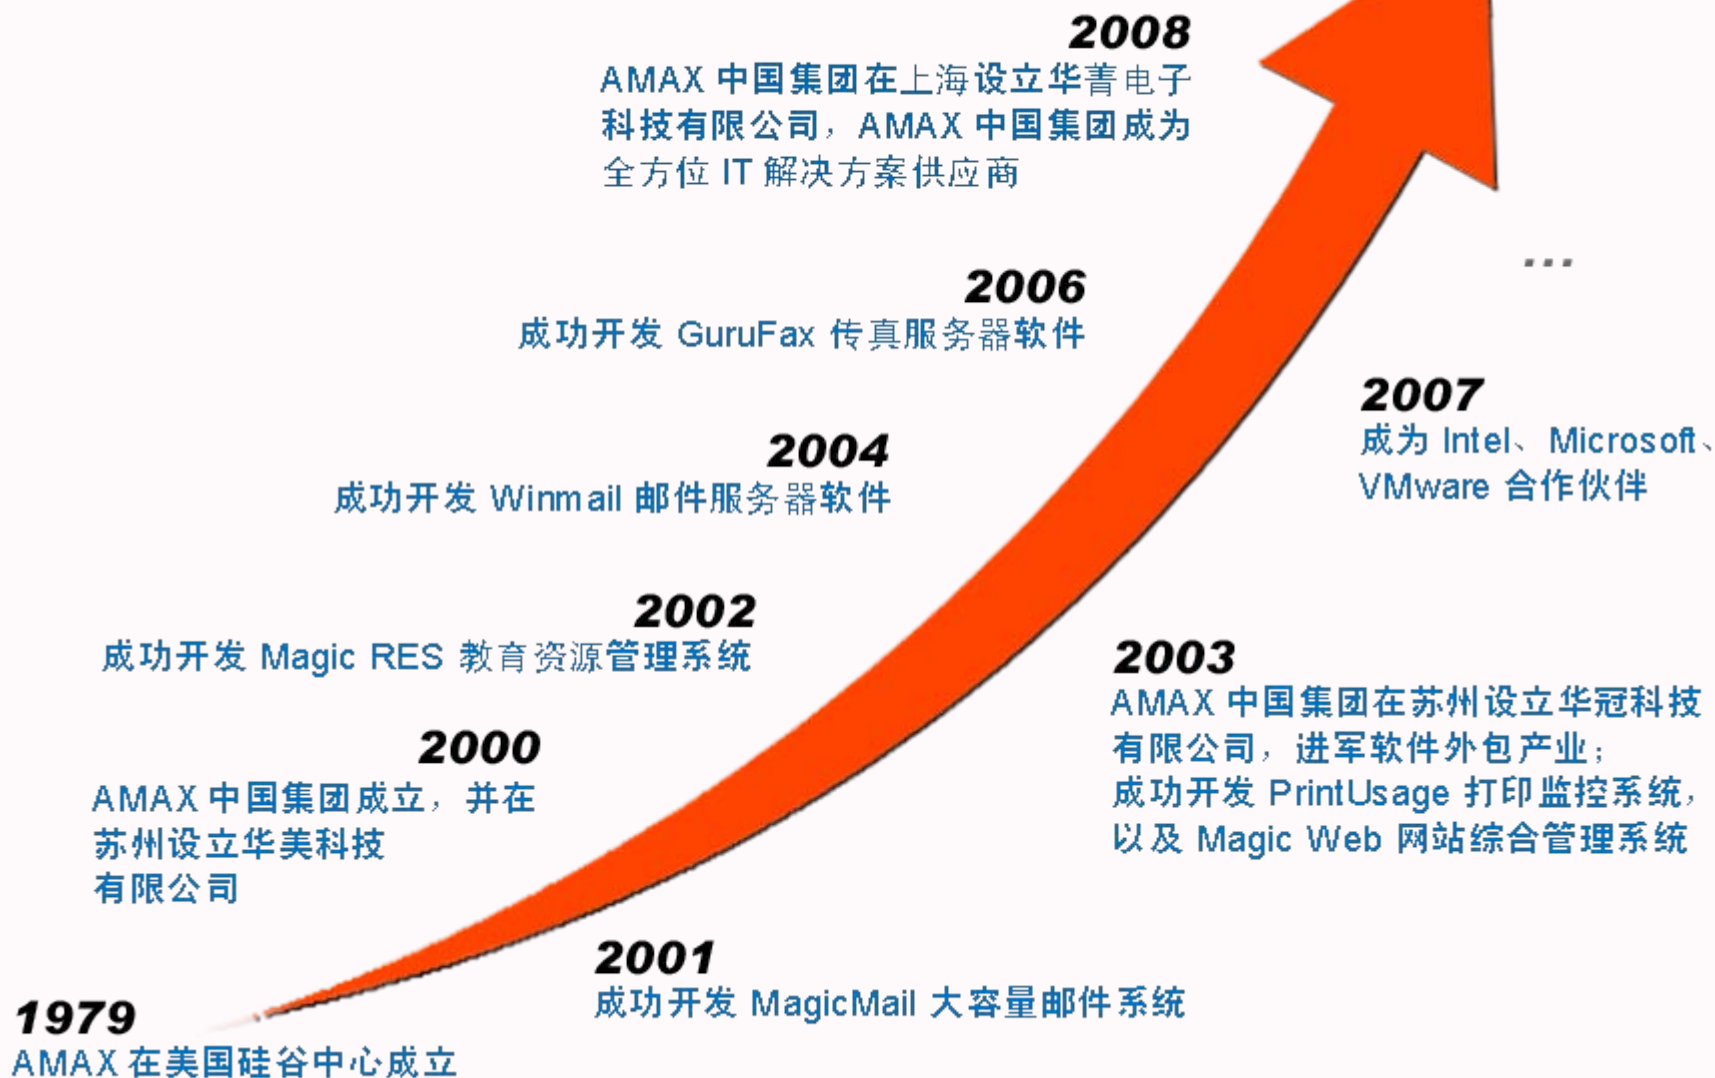 2008
AMAX 中国集团在上海设立华菁电子
科技有限公司，AMAX 中国集团成为
全方位 IT 解决方案供应商
...
2006
成功开发 GuruFax 传真服务器软件
2007
成为 Intel、Microsoft、
VMware 合作伙伴
2004
成功开发 Winmail 邮件服务器软件
2002
成功开发 Magic RES 教育资源管理系统
2003
AMAX 中国集团在苏州设立华冠科技
有限公司，进军软件外包产业；
成功开发 PrintUsage 打印监控系统，
以及 Magic Web 网站综合管理系统
2000
AMAX 中国集团成立，并在
苏州设立华美科技
有限公司
2001
成功开发 MagicMail 大容量邮件系统
1979
AMAX 在美国硅谷中心成立